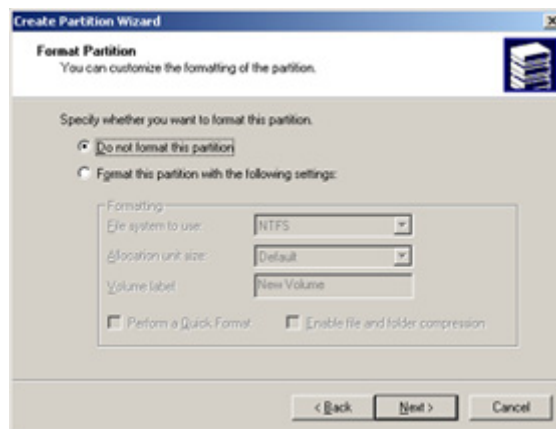 Create Partition Wizard
Format Partition
You can customize the formatting of the partition.
Specify whether you want to format this partition.
Do not format this partition
Format this partition with the following settings:
Formatting
File system to use:
NTFS
Allocation unit size:
Default
Volume label
New Volume
Perform a Quick Format
Enable file and folder compression
< Back
Next >
Cancel